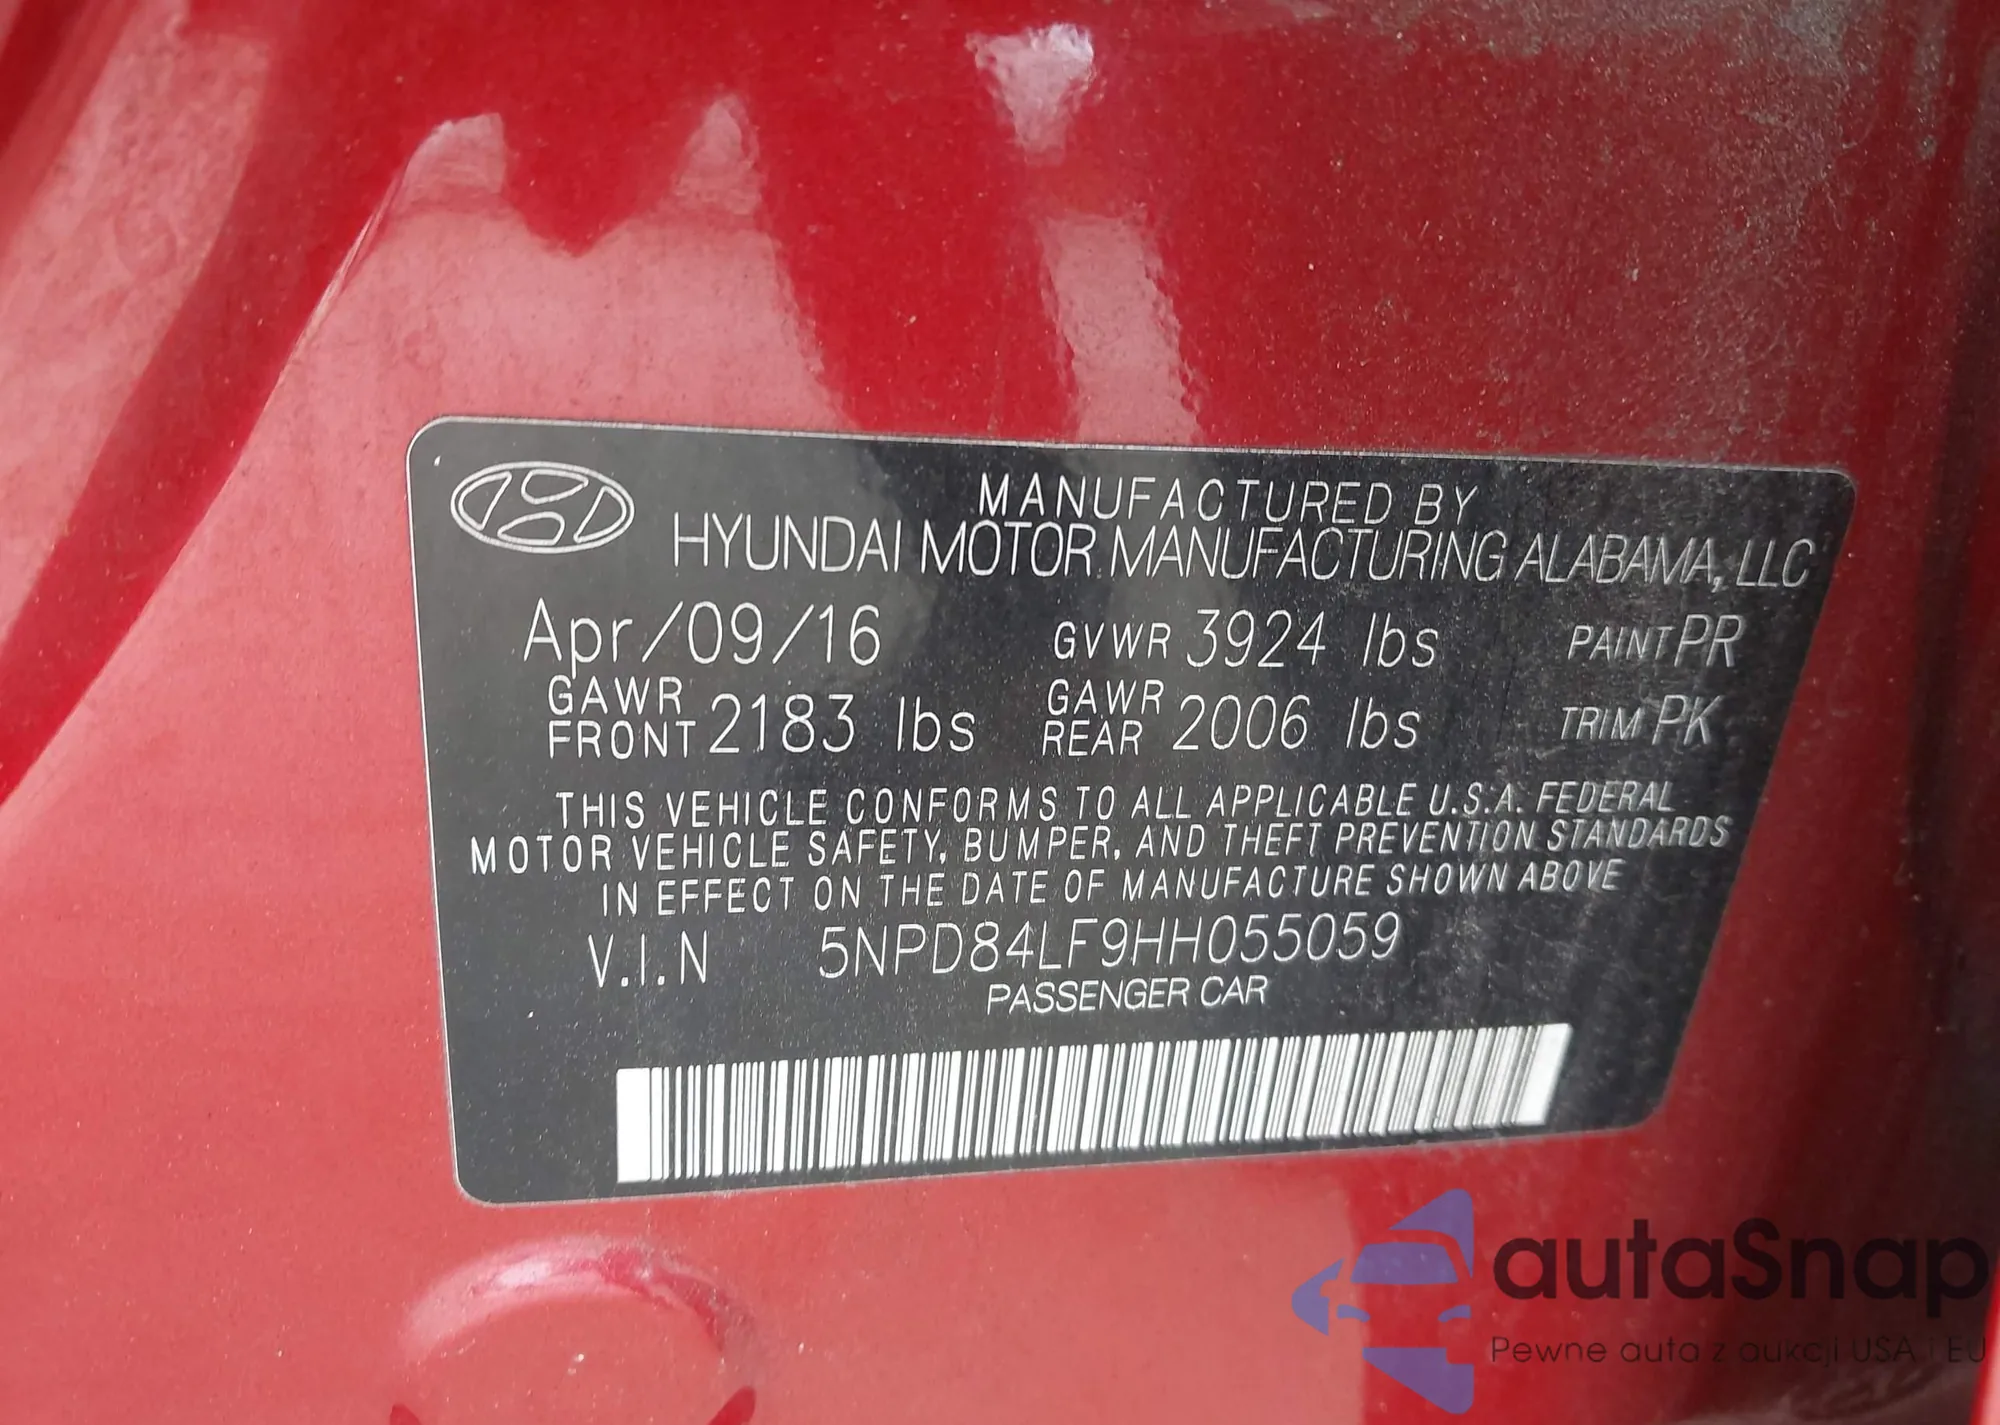 MANUFACTURED BY
HYUNDAI MOTOR MANUFACTURING ALABAMA, LLC
Apr/09/16 GVWR 3924 lbs PAINT PR
GAWR FRONT 2183 lbs GAWR REAR 2006 lbs TRIM PK
THIS VEHICLE CONFORMS TO ALL APPLICABLE U.S.A. FEDERAL
MOTOR VEHICLE SAFETY, BUMPER, AND THEFT PREVENTION STANDARDS
IN EFFECT ON THE DATE OF MANUFACTURE SHOWN ABOVE
V.I.N 5NPD84LF9HH055059
PASSENGER CAR
autaSnap
Pewne auta z aukcji USA i EU